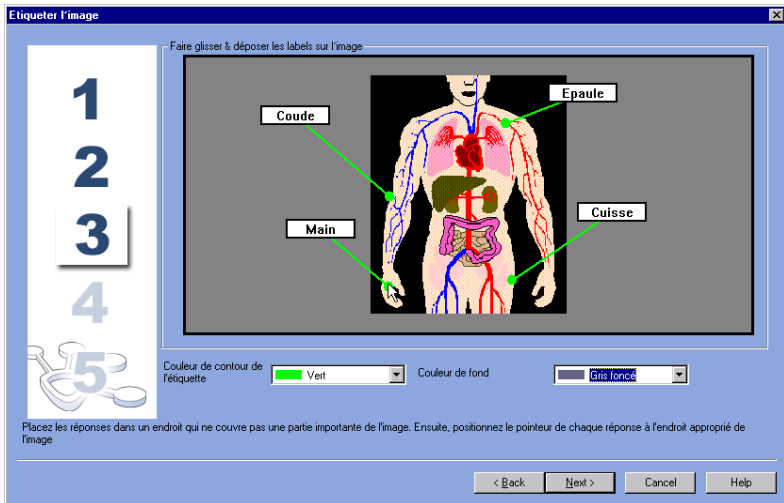 Etiqueter l'image
Faire glisser & déposer les labels sur l'image
1
2
3
4
5
Coude
Epaule
Main
Cuisse
Couleur de contour de
l'étiquette
Vert
Couleur de fond
Gris foncé
Placez les réponses dans un endroit qui ne couvre pas une partie importante de l'image. Ensuite, positionnez le pointeur de chaque réponse à l'endroit approprié de
l'image
< Back
Next >
Cancel
Help